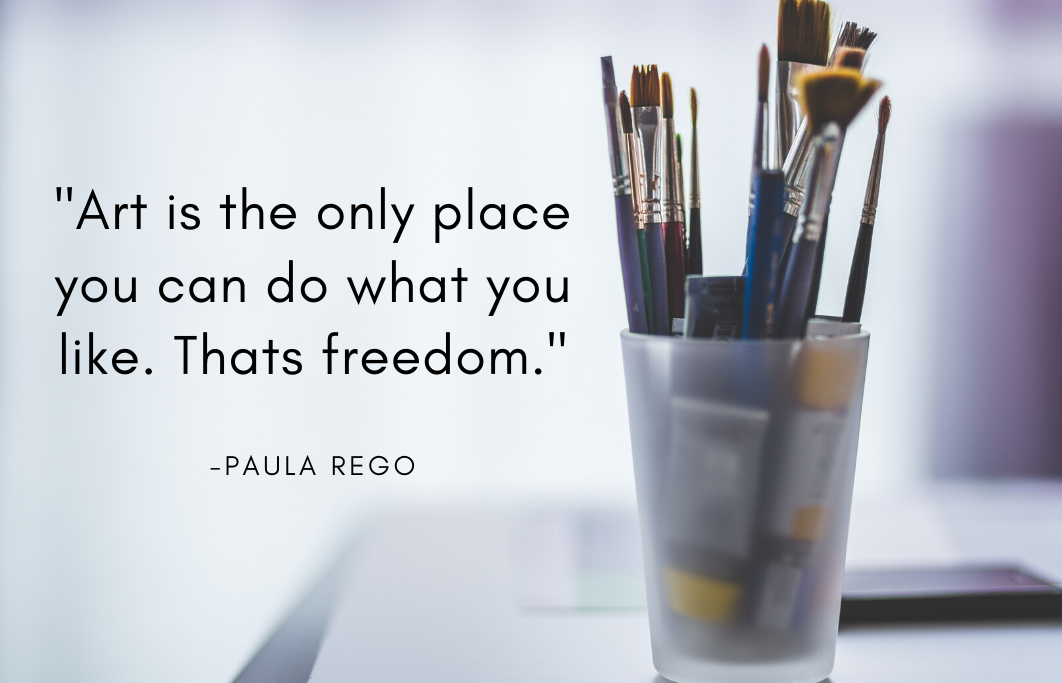 "Art is the only place
you can do what you
like. Thats freedom."
-PAULA REGO